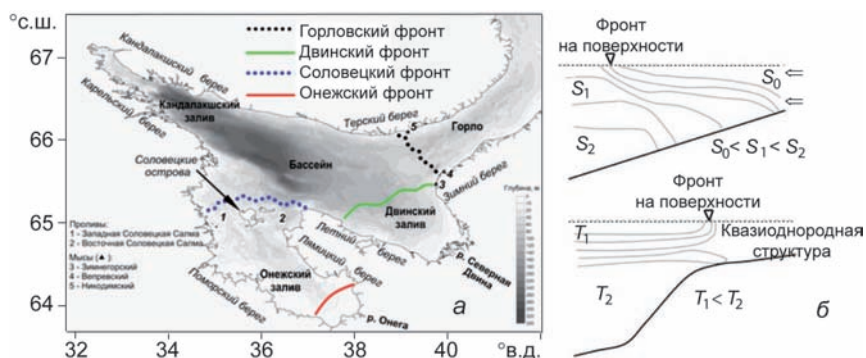 °с.ш.
67
66
65
64
32 34 36 38 40 °в.д.
Горловский фронт
Двинский фронт
Соловецкий фронт
Онежский фронт
Кандалакшский берег
Карельский берег
Кандалакшский
залив
Терский берег
Горло
Бассейн
Соловецкие
острова
Зимний берег
Двинский
залив
Летний берег
Лямицкий берег
р. Северная
Двина
Онежский
залив
Поморский берег
р. Онега
Проливы:
1 - Западная Соловецкая Салма
2 - Восточная Соловецкая Салма
Мысы (▲):
3 - Зимнегорский
4 - Вепревский
5 - Никодимский
1
2
3
4
5
Глубина, м
а
Фронт
на поверхности
S0
S1
S2
S0 < S1 < S2
Фронт
на поверхности
T1
Квазиоднородная
структура
T2
T1 < T2
б